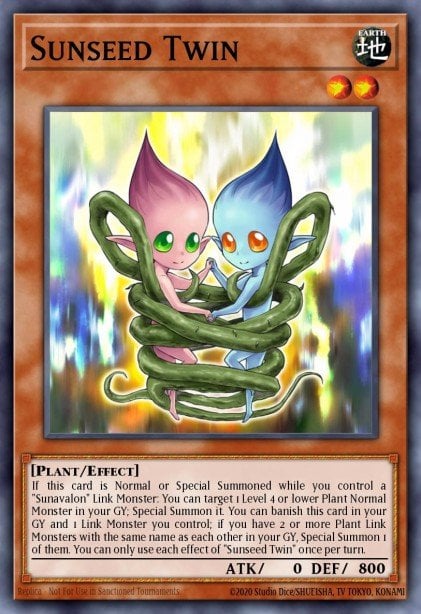 SUNSEED TWIN
EARTH
地
[PLANT/EFFECT]
If this card is Normal or Special Summoned while you control a
"Sunavalon" Link Monster: You can target 1 Level 4 or lower Plant Normal
Monster in your GY; Special Summon it. You can banish this card in your
GY and 1 Link Monster you control; if you have 2 or more Plant Link
Monsters with the same name as each other in your GY, Special Summon 1
of them. You can only use each effect of "Sunseed Twin" once per turn.
ATK/ 0 DEF/ 800
Replica - Not For Use in Sanctioned Tournaments
©2020 Studio Dice/SHUEISHA, TV TOKYO, KONAMI